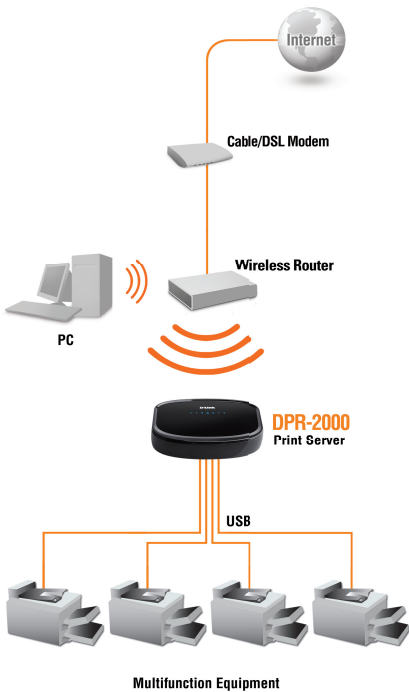 Internet
Cable/DSL Modem
Wireless Router
PC
D-Link
DPR-2000
Print Server
USB
Multifunction Equipment